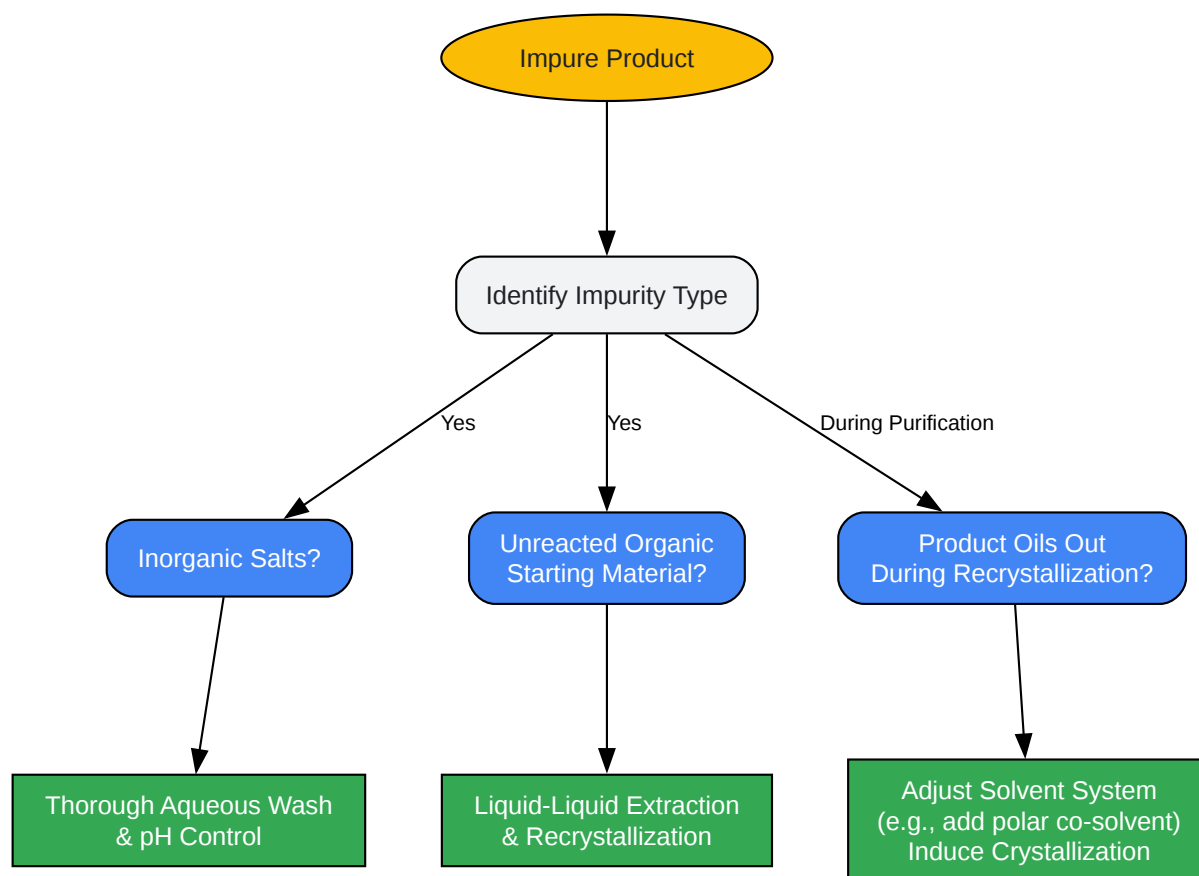 Impure Product
Identify Impurity Type
Yes
Yes
During Purification
Inorganic Salts?
Unreacted Organic
Starting Material?
Product Oils Out
During Recrystallization?
Thorough Aqueous Wash
& pH Control
Liquid-Liquid Extraction
& Recrystallization
Adjust Solvent System
(e.g., add polar co-solvent)
Induce Crystallization